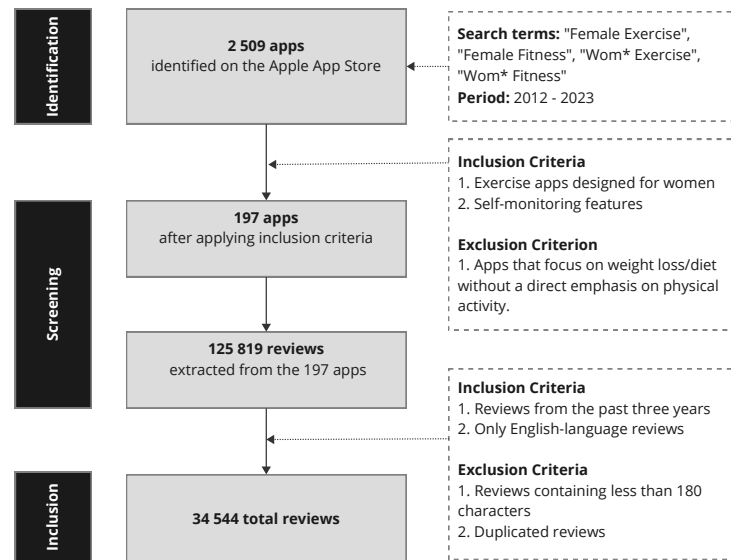 Identification
2 509 apps
identified on the Apple App Store
Search terms: "Female Exercise",
"Female Fitness", "Wom* Exercise",
"Wom* Fitness"
Period: 2012 - 2023
Inclusion Criteria
1. Exercise apps designed for women
2. Self-monitoring features
Exclusion Criterion
1. Apps that focus on weight loss/diet
without a direct emphasis on physical
activity.
Screening
197 apps
after applying inclusion criteria
125 819 reviews
extracted from the 197 apps
Inclusion Criteria
1. Reviews from the past three years
2. Only English-language reviews
Exclusion Criteria
1. Reviews containing less than 180
characters
2. Duplicated reviews
Inclusion
34 544 total reviews